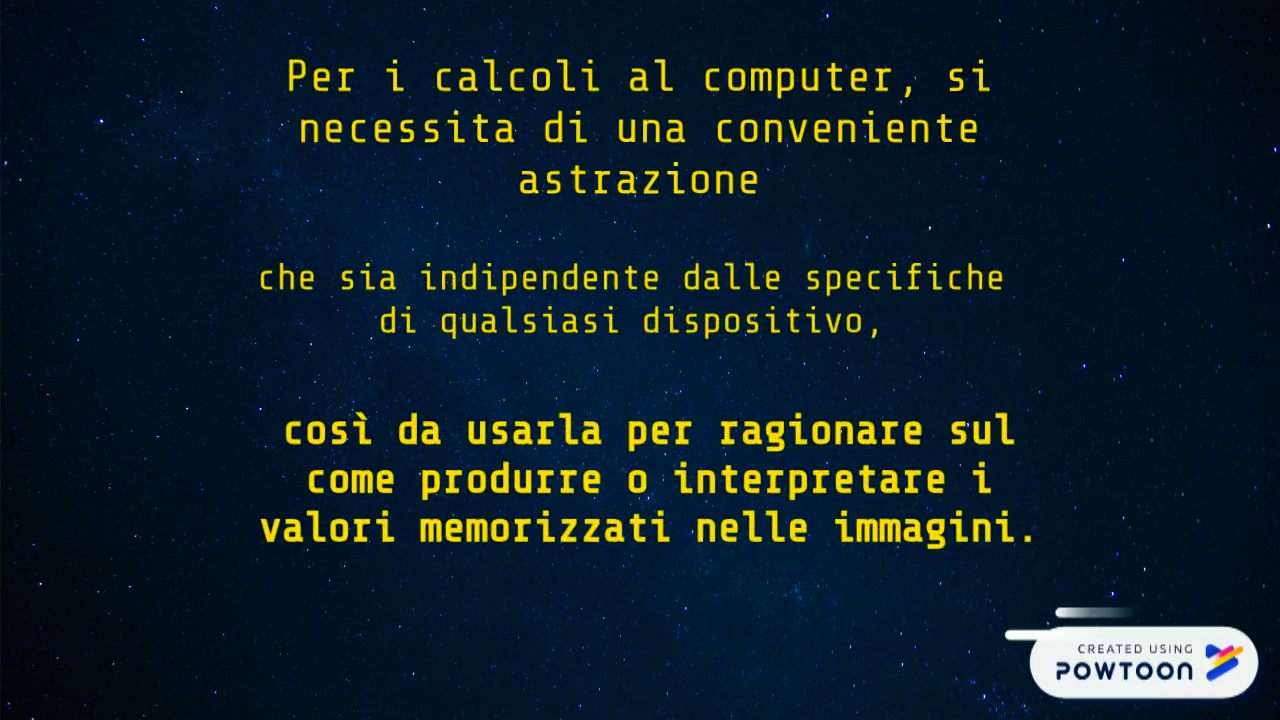 Per i calcoli al computer, si
necessita di una conveniente
astrazione
che sia indipendente dalle specifiche
di qualsiasi dispositivo,
così da usarla per ragionare sul
come produrre o interpretare i
valori memorizzati nelle immagini.
CREATED USING
POWTOON